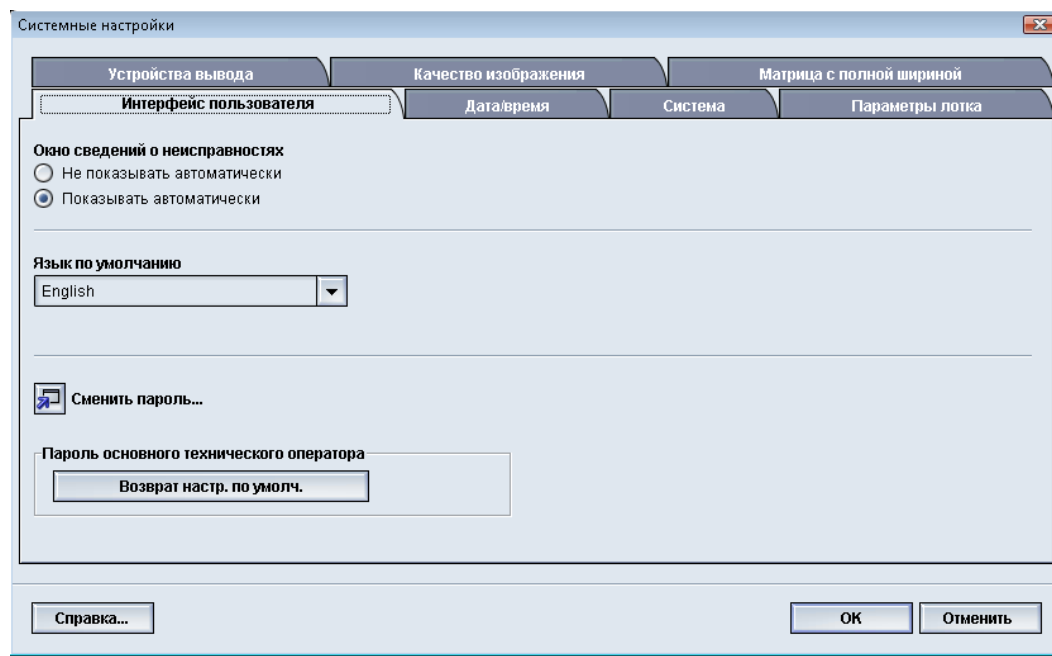 Системные настройки
Устройства вывода
Качество изображения
Матрица с полной шириной
Интерфейс пользователя
Дата/время
Система
Параметры лотка
Окно сведений о неисправностях
Не показывать автоматически
Показывать автоматически
Язык по умолчанию
English
Сменить пароль...
Пароль основного технического оператора
Возврат настр. по умолч.
Справка...
ОК
Отменить